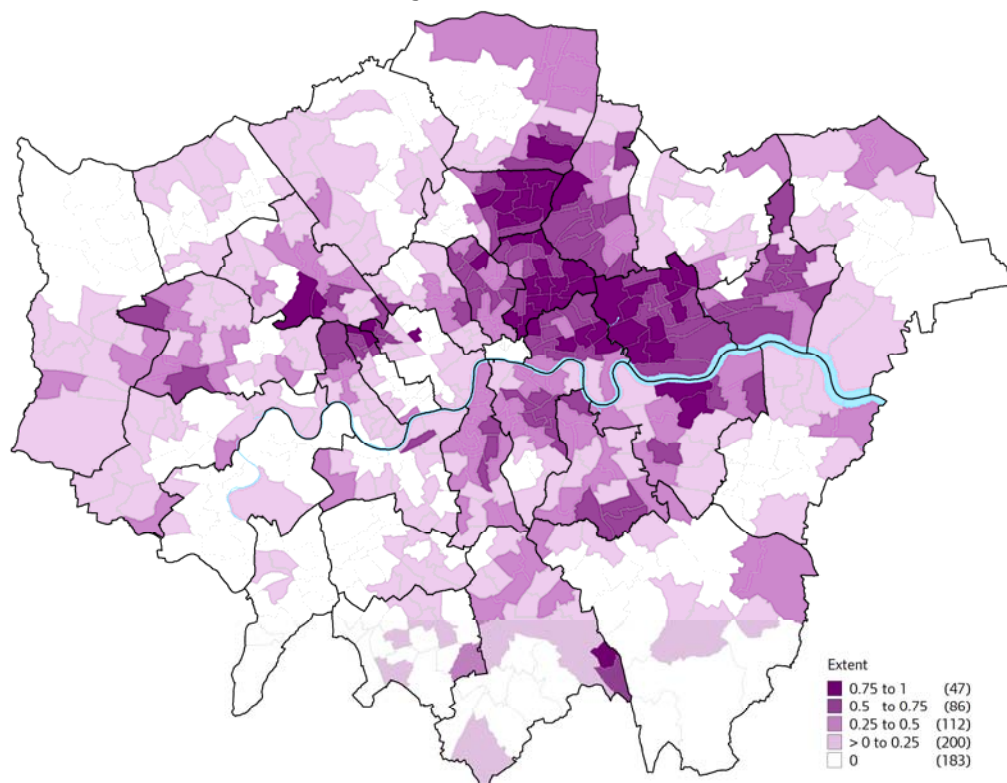 Extent
0.75 to 1 (47)
0.5 to 0.75 (86)
0.25 to 0.5 (112)
> 0 to 0.25 (200)
0 (183)